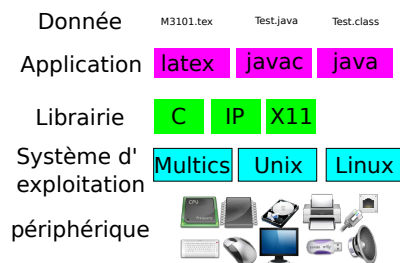 Donnée M3101.tex Test.java Test.class
Application latex javac java
Librairie C IP X11
Système d'
exploitation Multics Unix Linux
périphérique
CPU